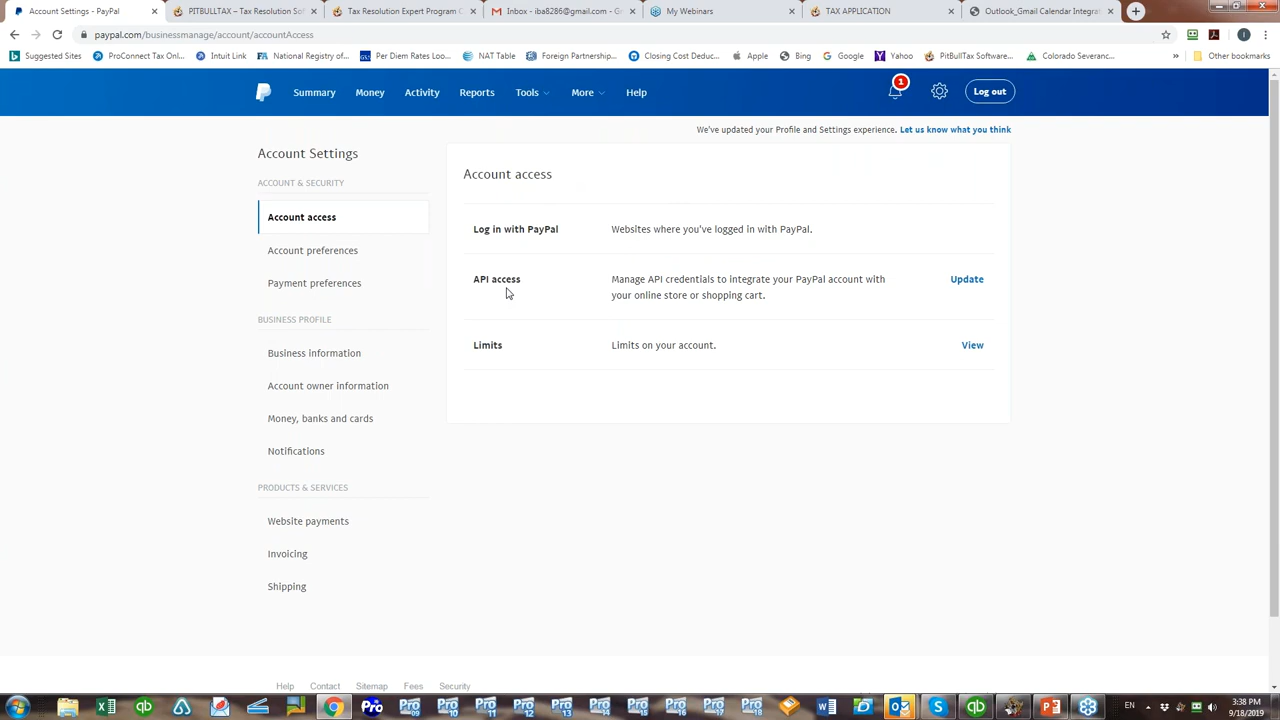 Account Settings - PayPal
PITBULLTAX – Tax Resolution Sof
Tax Resolution Expert Program C
Inbox - iba8286@gmail.com - G
My Webinars
TAX APPLICATION
Outlook_Gmail Calendar Integra
paypal.com/businessmanage/account/accountAccess
Suggested Sites
ProConnect Tax Onl...
Intuit Link
National Registry of...
Per Diem Rates Loo...
NAT Table
Foreign Partnership...
Closing Cost Deduc...
Apple
Bing
Google
Yahoo
PitBullTax Software...
Colorado Severanc...
»
Other bookmarks
Summary
Money
Activity
Reports
Tools
More
Help
1
Log out
We've updated your Profile and Settings experience. Let us know what you think
Account Settings
ACCOUNT & SECURITY
Account access
Account preferences
Payment preferences
BUSINESS PROFILE
Business information
Account owner information
Money, banks and cards
Notifications
PRODUCTS & SERVICES
Website payments
Invoicing
Shipping
Account access
Log in with PayPal
Websites where you've logged in with PayPal.
API access
Manage API credentials to integrate your PayPal account with
your online store or shopping cart.
Update
Limits
Limits on your account.
View
Help
Contact
Sitemap
Fees
Security
EN
3:38 PM
9/18/2019